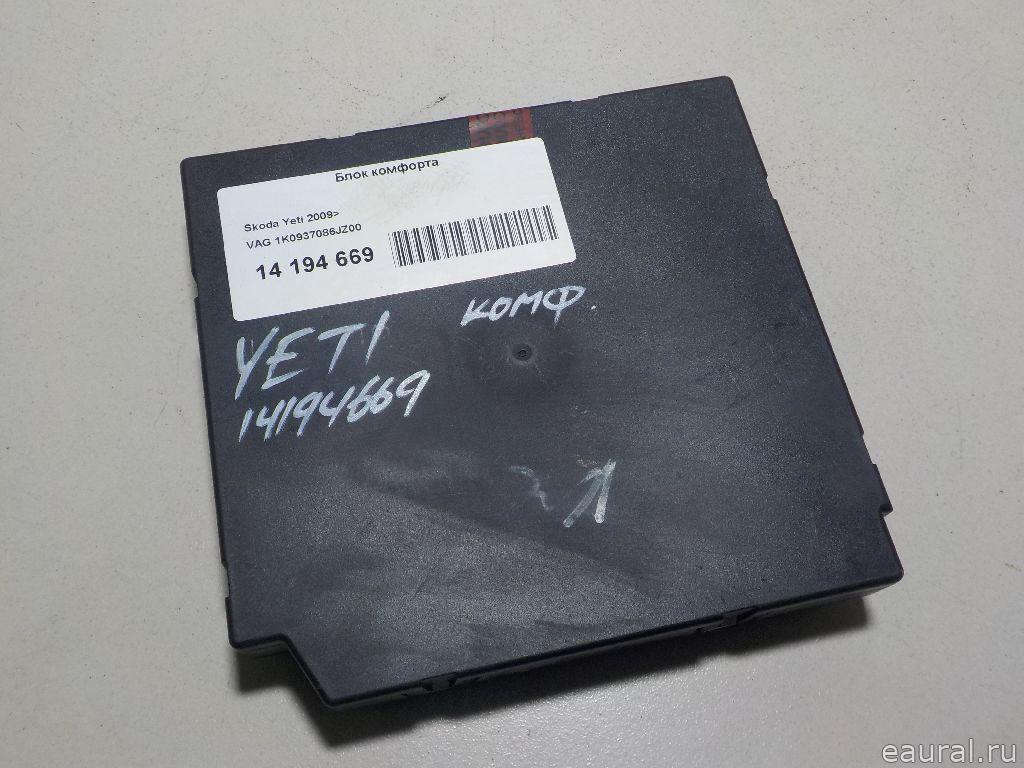 Блок комфорта
Skoda Yeti 2009>
VAG 1K0937086JZ00
14 194 669
YETI комф.
14194669
eaural.ru